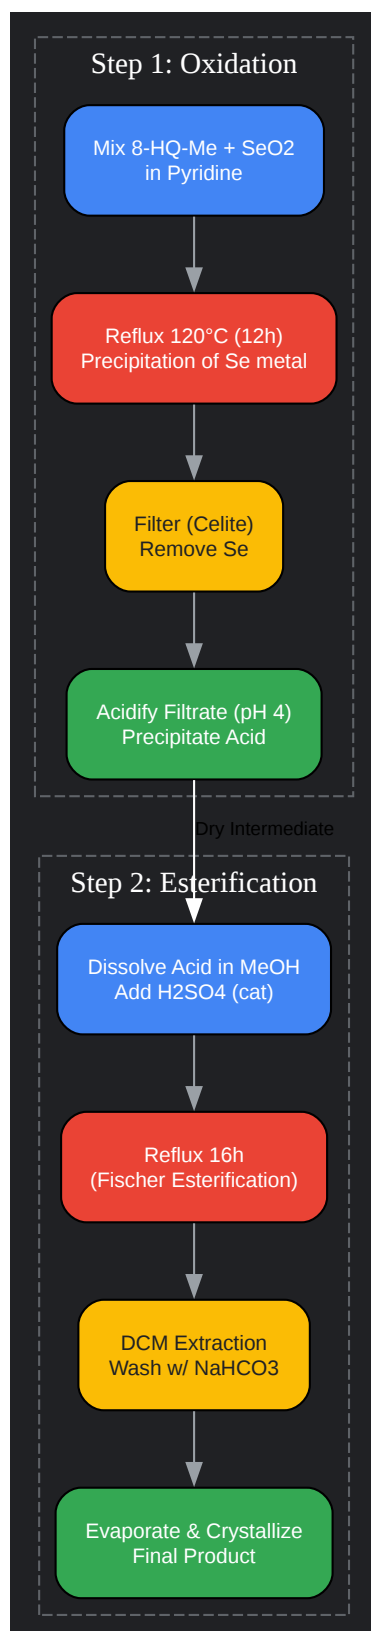 Step 1: Oxidation
Mix 8-HQ-Me + SeO2
in Pyridine
Reflux 120°C (12h)
Precipitation of Se metal
Filter (Celite)
Remove Se
Acidify Filtrate (pH 4)
Precipitate Acid
Dry Intermediate
Step 2: Esterification
Dissolve Acid in MeOH
Add H2SO4 (cat)
Reflux 16h
(Fischer Esterification)
DCM Extraction
Wash w/ NaHCO3
Evaporate & Crystallize
Final Product